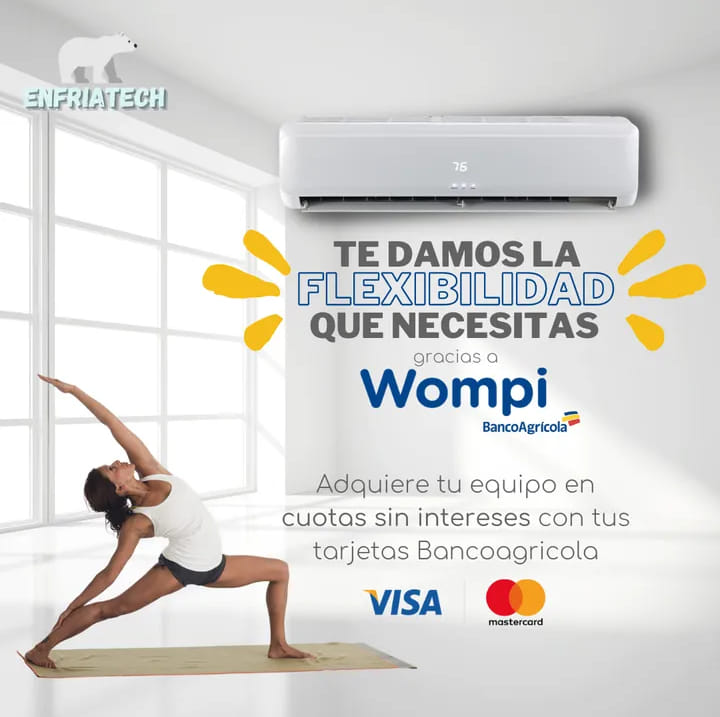 ENFRIATECH
76
TE DAMOS LA
FLEXIBILIDAD
QUE NECESITAS
gracias a
Wompi
BancoAgrícola
Adquiere tu equipo en
cuotas sin intereses con tus
tarjetas Bancoagricola
VISA
mastercard